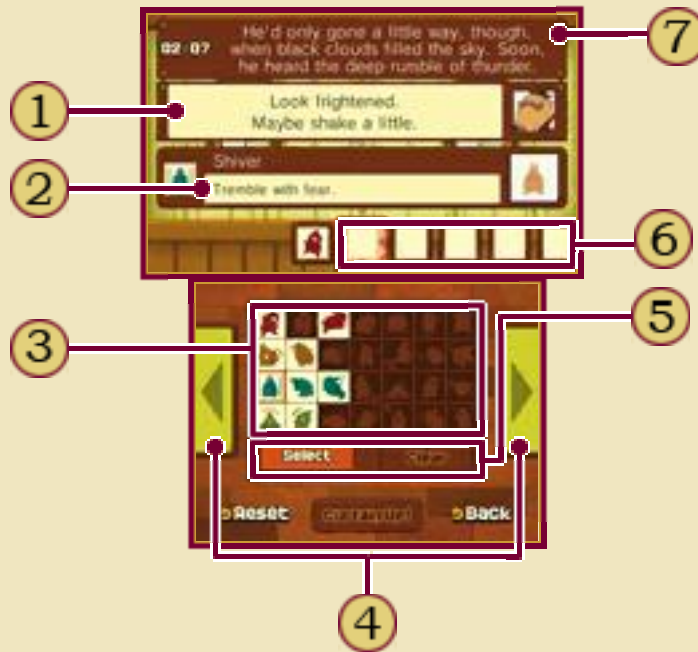 He'd only gone a little way, though,
02 07
when black clouds filled the sky. Soon,
he heard the deep rumble of thunder.
7
1
Look frightened.
Maybe shake a little.
Shiver
2
Tremble with fear.
6
5
3
Select
Reset
Back
4